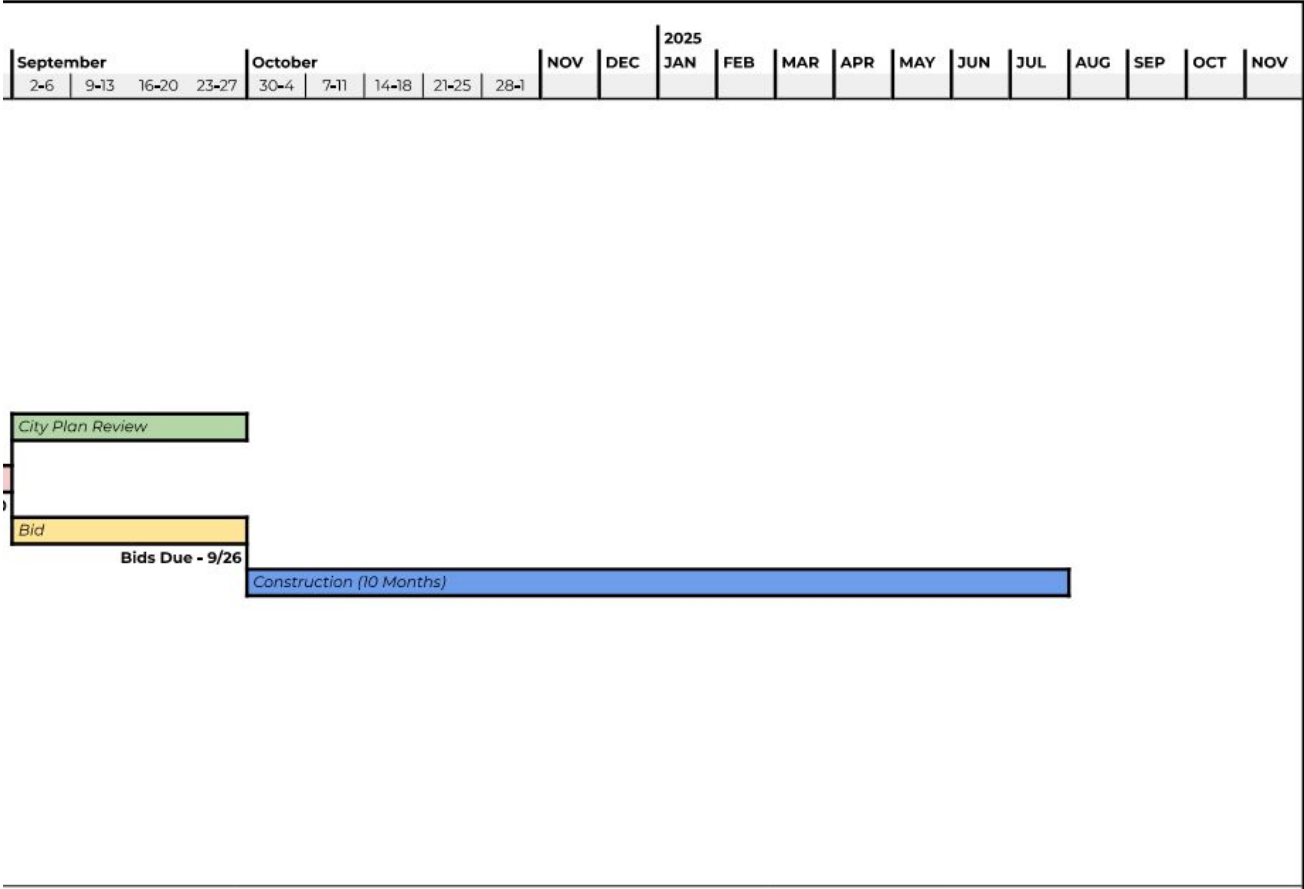 2025
September October NOV DEC JAN FEB MAR APR MAY JUN JUL AUG SEP OCT NOV
2-6 9-13 16-20 23-27 30-4 7-11 14-18 21-25 28-1
City Plan Review
Bid
Bids Due - 9/26
Construction (10 Months)